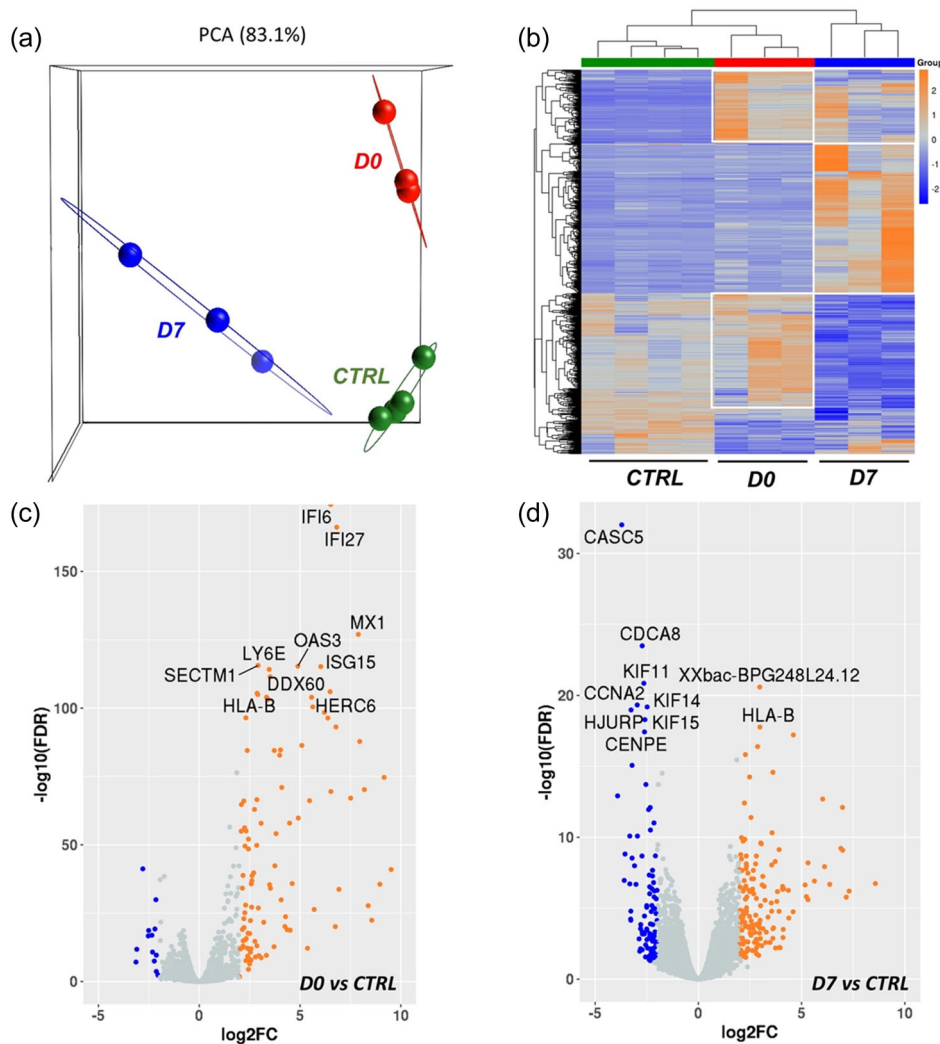 (a)
PCA (83.1%)
D0
D7
CTRL
(b)
Group
2
1
0
-1
-2
CTRL D0 D7
(c)
IFI6
IFI27
150
MX1
OAS3
LY6E
ISG15
SECTM1
DDX60
HLA-B
HERC6
100
-log10(FDR)
50
0
D0 vs CTRL
-5 0 5 10
log2FC
(d)
CASC5
30
CDCA8
KIF11
XXbac-BPG248L24.12
CCNA2
KIF14
20
HLA-B
HJURP
KIF15
CENPE
-log10(FDR)
10
0
D7 vs CTRL
-5 0 5 10
log2FC